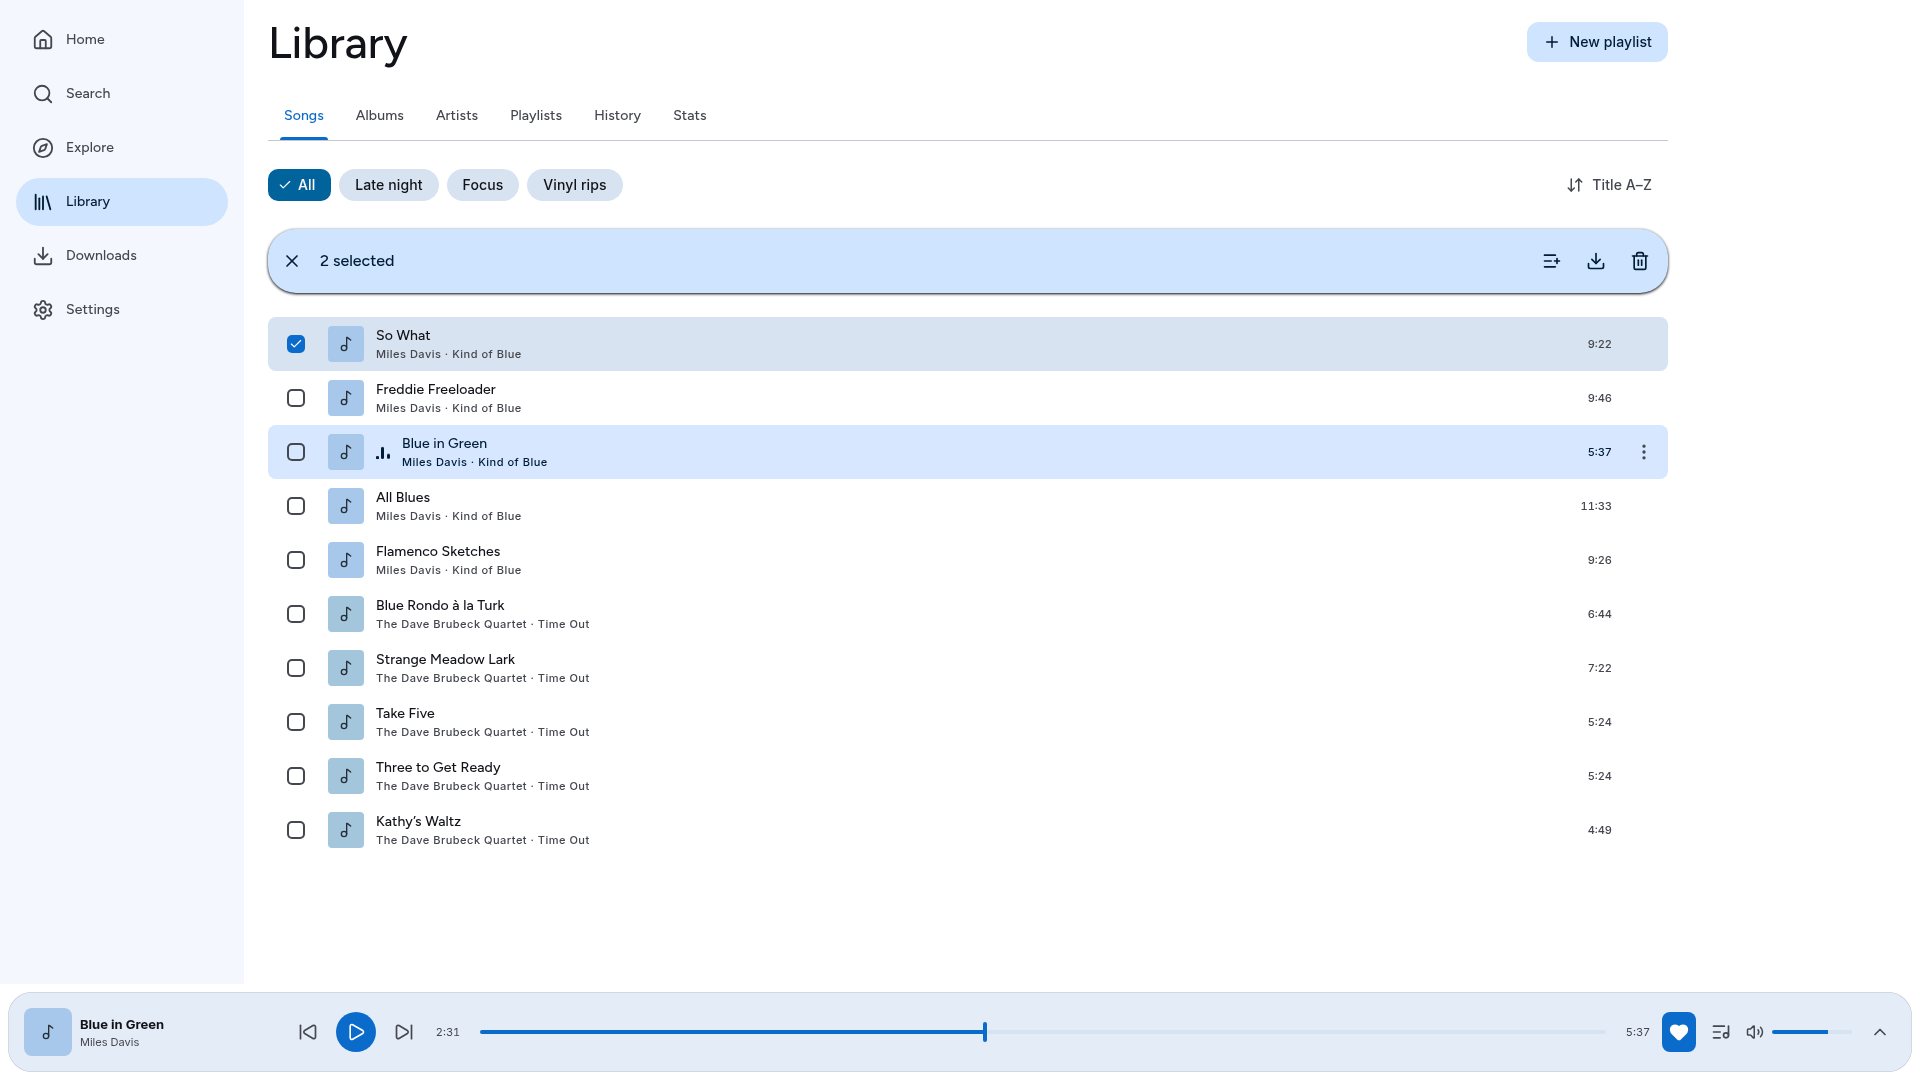 Home
Search
Explore
Library
Downloads
Settings
Library
New playlist
Songs Albums Artists Playlists History Stats
All Late night Focus Vinyl rips Title A–Z
2 selected
So What
Miles Davis · Kind of Blue
9:22
Freddie Freeloader
Miles Davis · Kind of Blue
9:46
Blue in Green
Miles Davis · Kind of Blue
5:37
All Blues
Miles Davis · Kind of Blue
11:33
Flamenco Sketches
Miles Davis · Kind of Blue
9:26
Blue Rondo à la Turk
The Dave Brubeck Quartet · Time Out
6:44
Strange Meadow Lark
The Dave Brubeck Quartet · Time Out
7:22
Take Five
The Dave Brubeck Quartet · Time Out
5:24
Three to Get Ready
The Dave Brubeck Quartet · Time Out
5:24
Kathy’s Waltz
The Dave Brubeck Quartet · Time Out
4:49
Blue in Green
Miles Davis
2:31 5:37